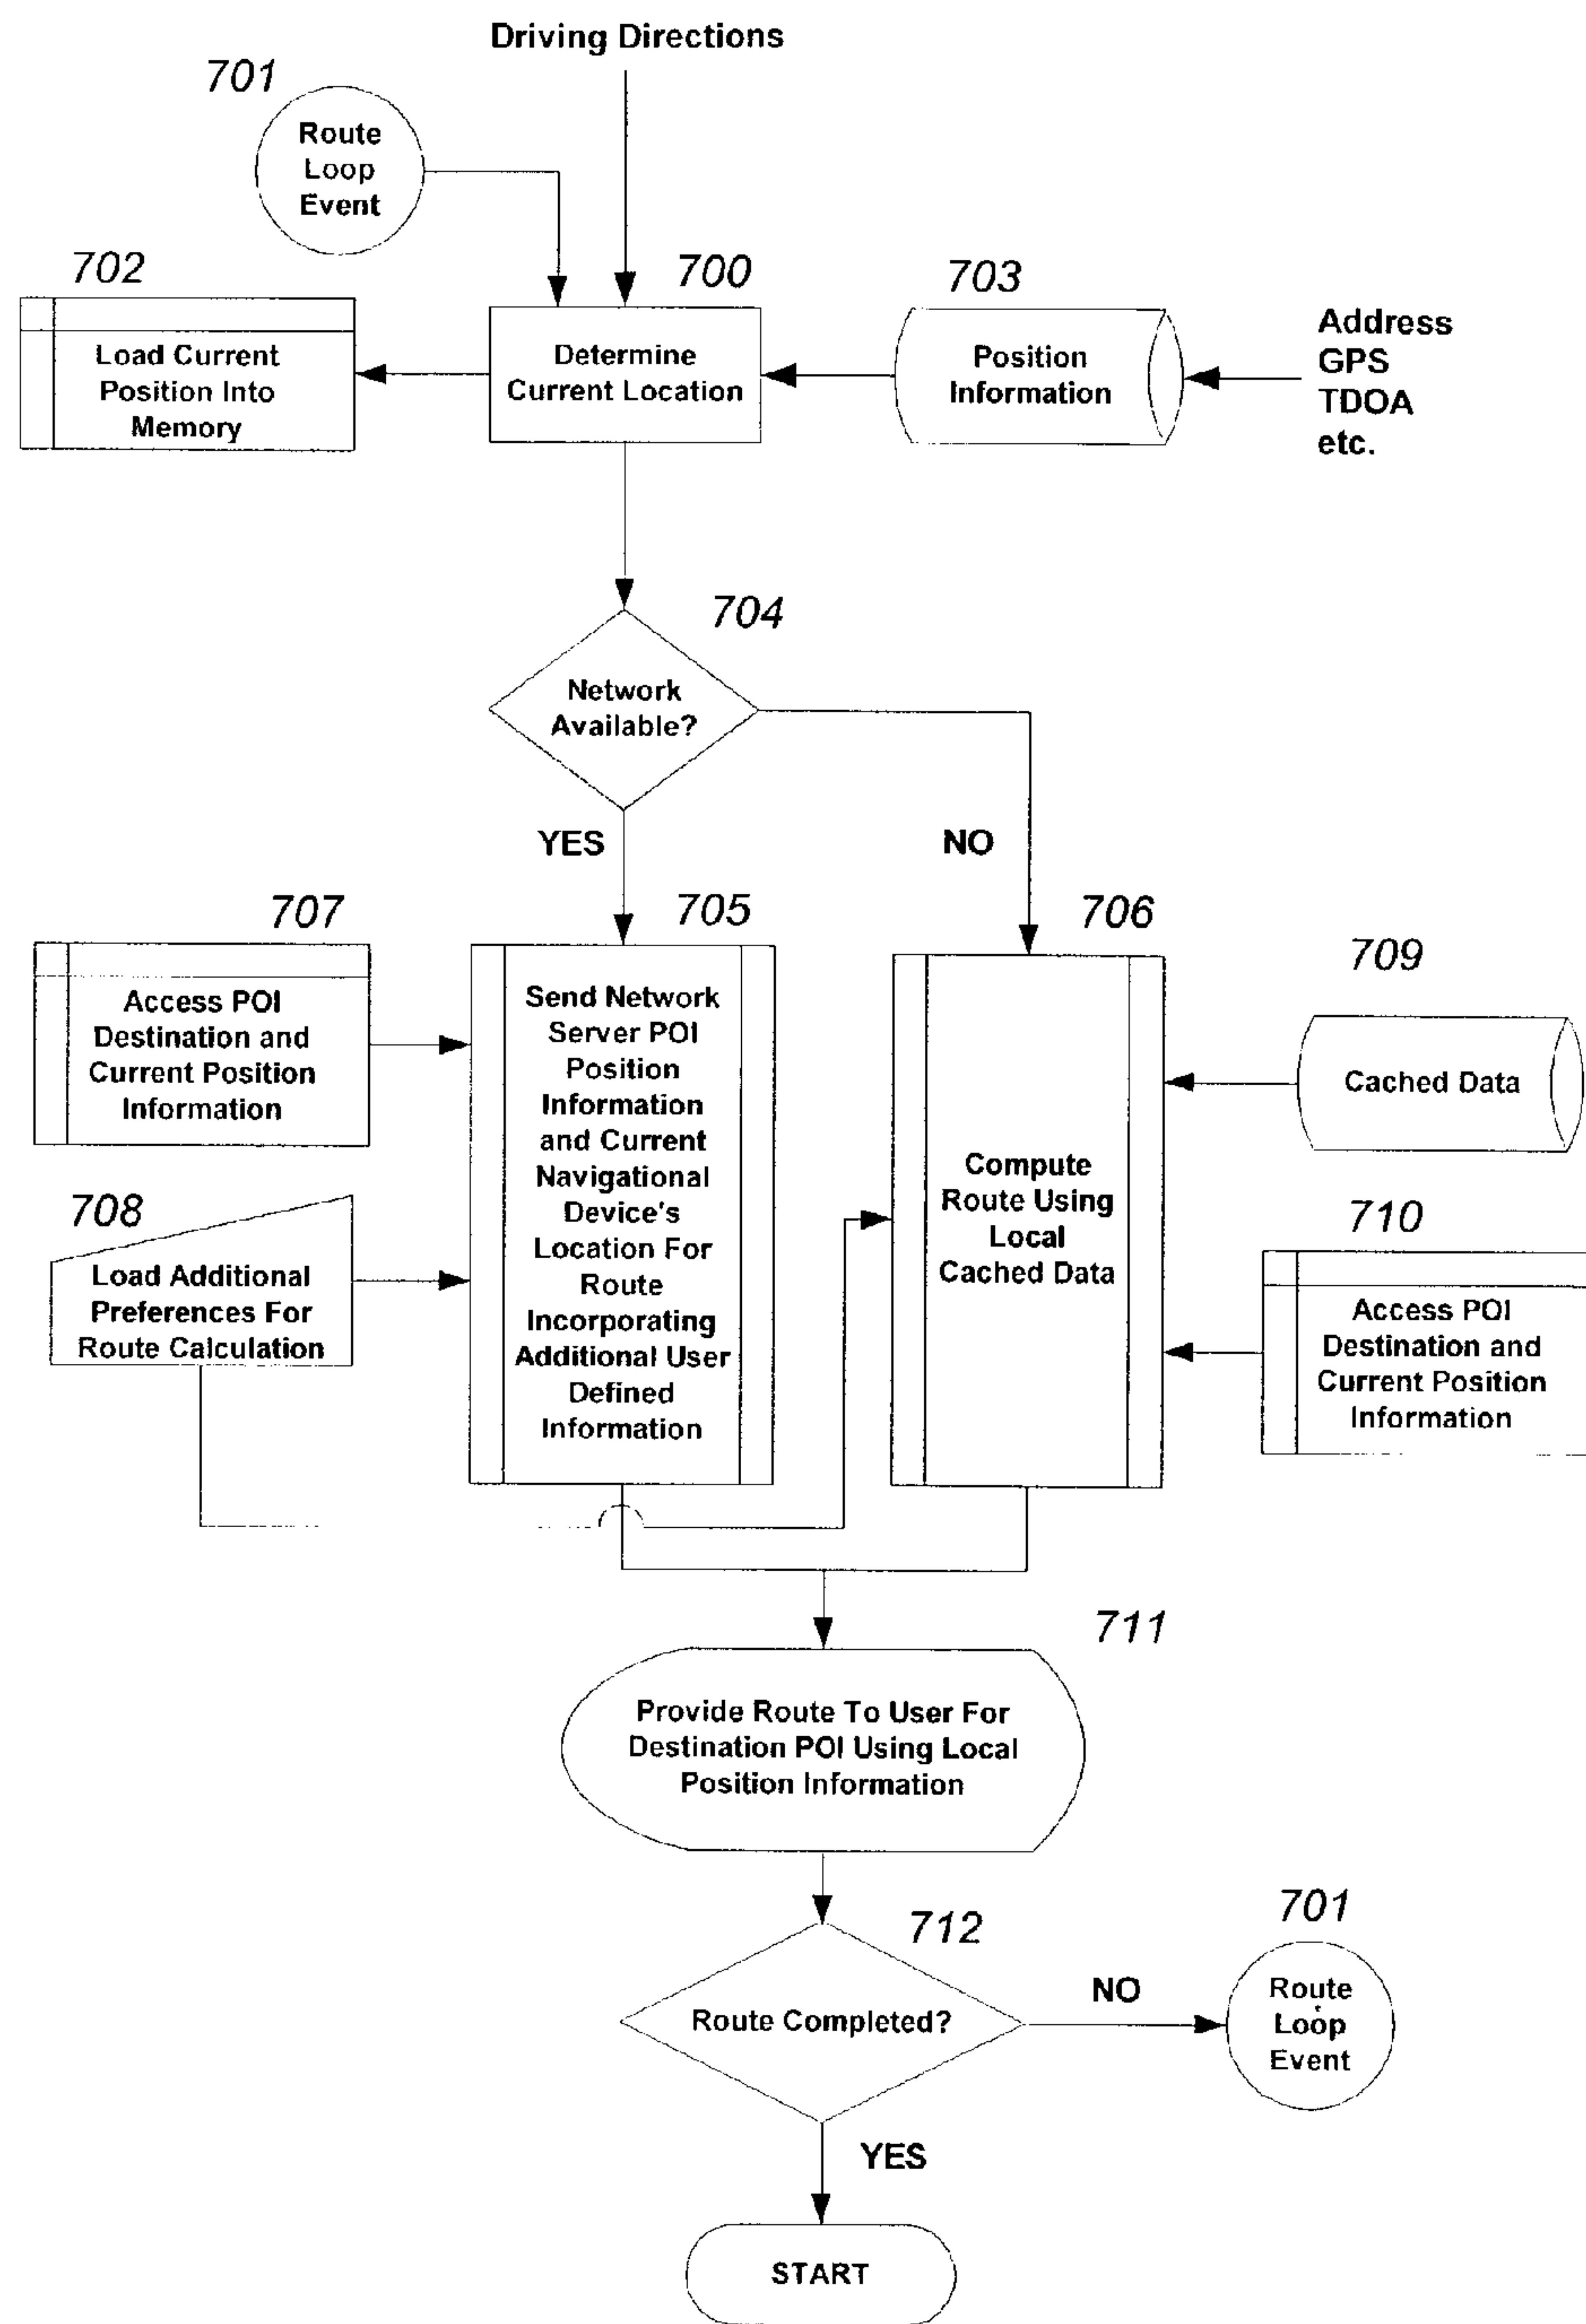 Driving Directions
701
Route
Loop
Event
702
Load Current
Position Into
Memory
700
Determine
Current Location
703
Position
Information
Address
GPS
TDOA
etc.
704
Network
Available?
YES
NO
707
Access POI
Destination and
Current Position
Information
705
Send Network
Server POI
Position
Information
and Current
Navigational
Device's
Location For
Route
Incorporating
Additional User
Defined
Information
706
Compute
Route Using
Local
Cached Data
709
Cached Data
708
Load Additional
Preferences For
Route Calculation
710
Access POI
Destination and
Current Position
Information
711
Provide Route To User For
Destination POI Using Local
Position Information
712
Route Completed?
NO
701
Route
Loop
Event
YES
START